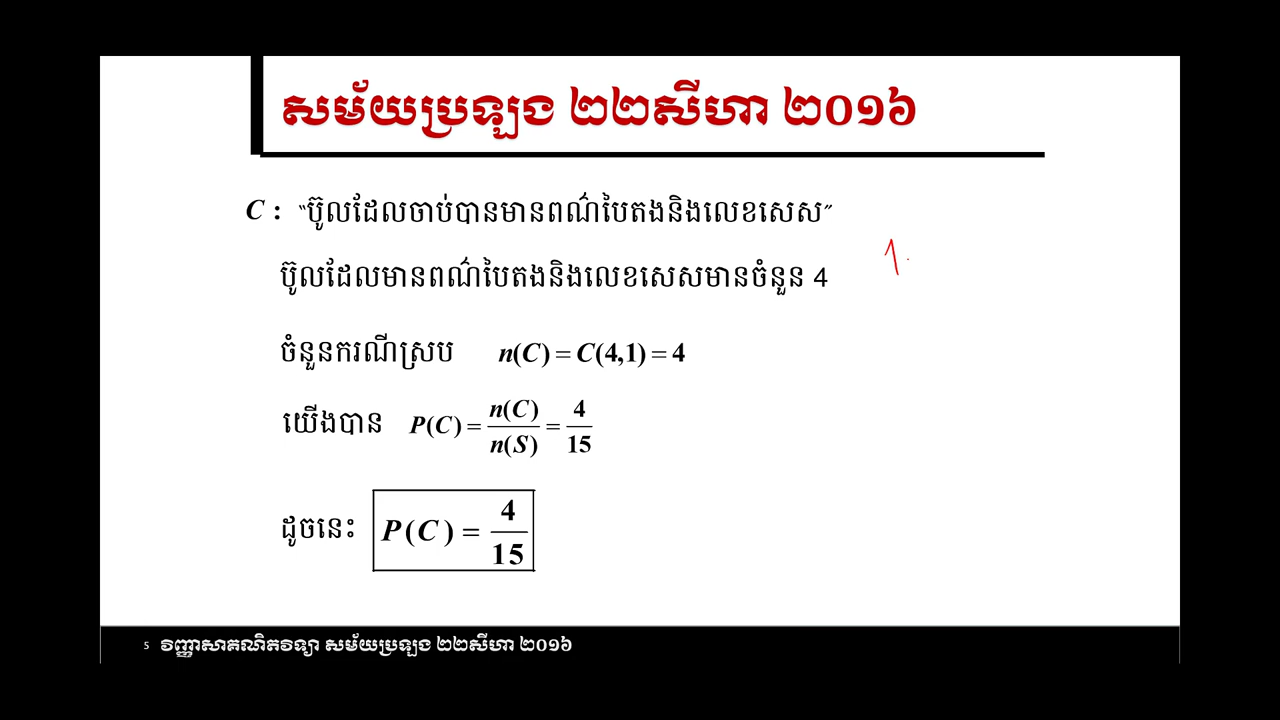 សម័យប្រឡង ២២សីហា ២០១៦
C : “ប៊ូលដែលចាប់បានមានពណ៌បៃតងនិងលេខសេស”
1.
ប៊ូលដែលមានពណ៌បៃតងនិងលេខសេសមានចំនួន 4
ចំនួនករណីស្រប n(C) = C(4,1) = 4
យើងបាន P(C) = n(C)/n(S) = 4/15
ដូចនេះ P(C) = 4/15
5 វិញ្ញាសាគណិតវិទ្យា សម័យប្រឡង ២២សីហា ២០១៦